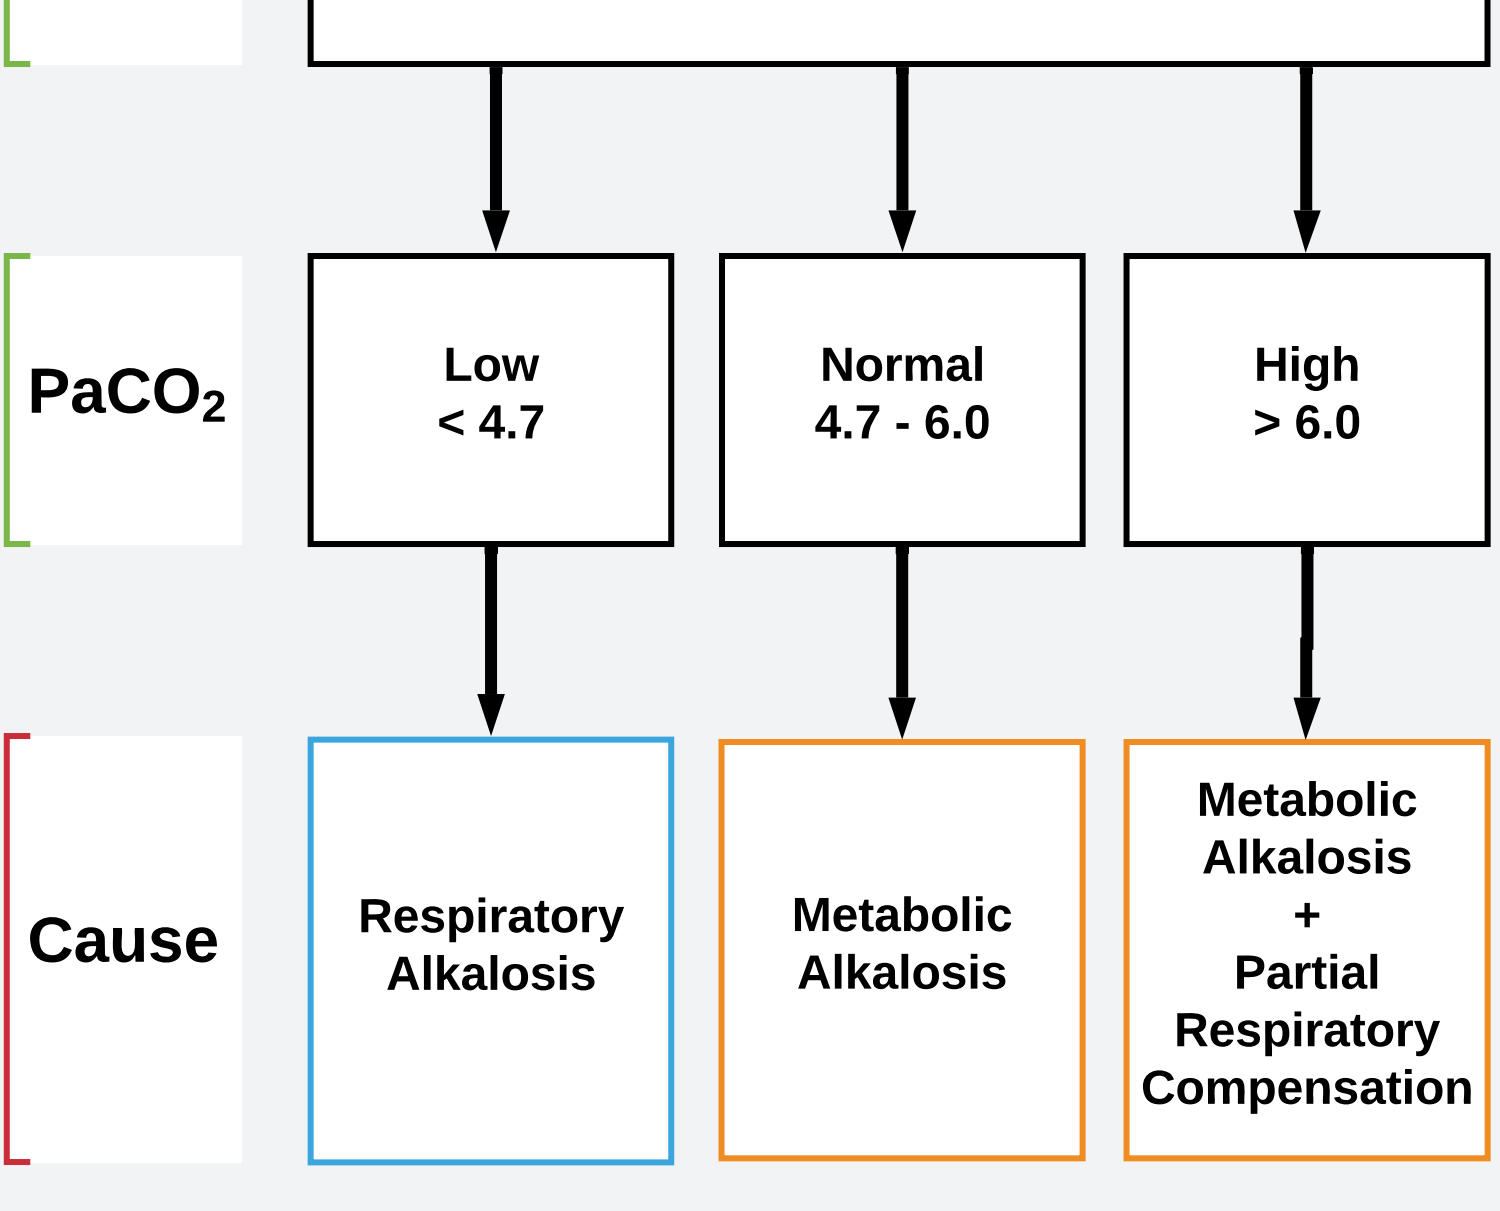 PaCO₂
Low
< 4.7
Normal
4.7 - 6.0
High
> 6.0
Cause
Respiratory
Alkalosis
Metabolic
Alkalosis
Metabolic
Alkalosis
+
Partial
Respiratory
Compensation